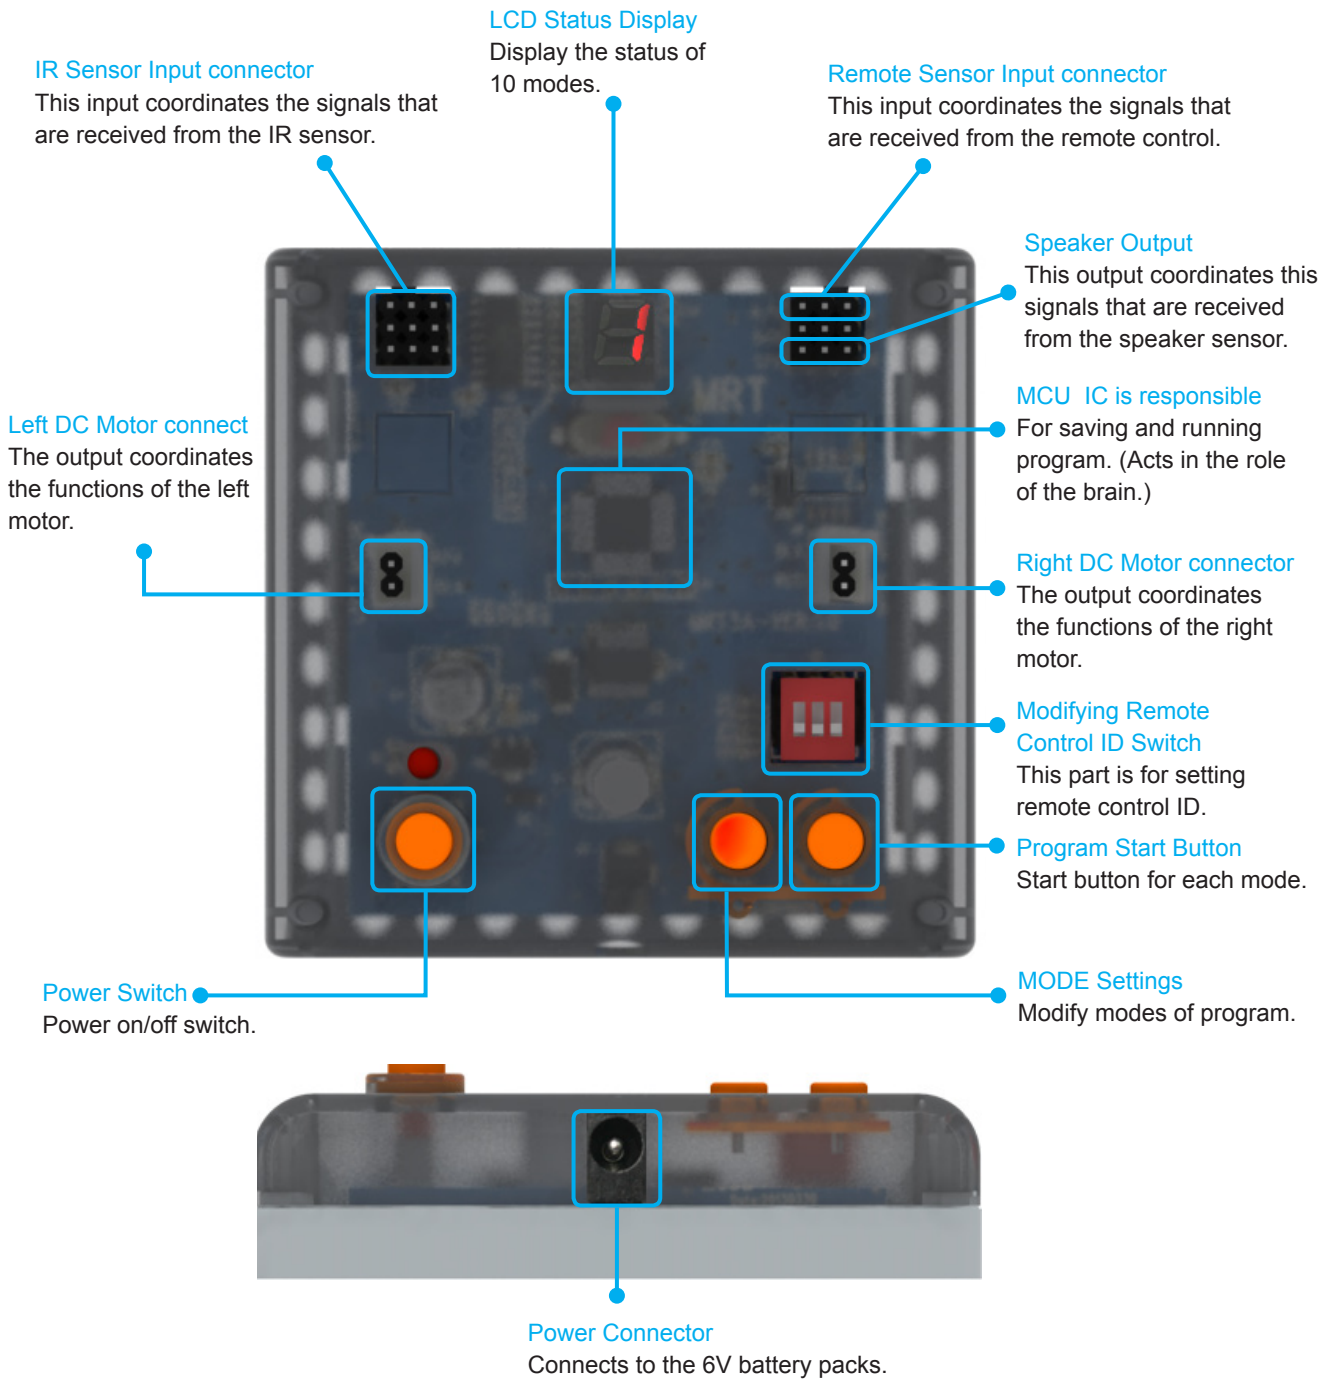 LCD Status Display
Display the status of
10 modes.
IR Sensor Input connector
This input coordinates the signals that
are received from the IR sensor.
Remote Sensor Input connector
This input coordinates the signals that
are received from the remote control.
Speaker Output
This output coordinates this
signals that are received
from the speaker sensor.
1
MRT
MCU  IC is responsible
For saving and running
program. (Acts in the role
of the brain.)
Left DC Motor connect
The output coordinates
the functions of the left
motor.
Right DC Motor connector
The output coordinates
the functions of the right
motor.
Modifying Remote
Control ID Switch
This part is for setting
remote control ID.
Program Start Button
Start button for each mode.
MODE Settings
Modify modes of program.
Power Switch
Power on/off switch.
Power Connector
Connects to the 6V battery packs.